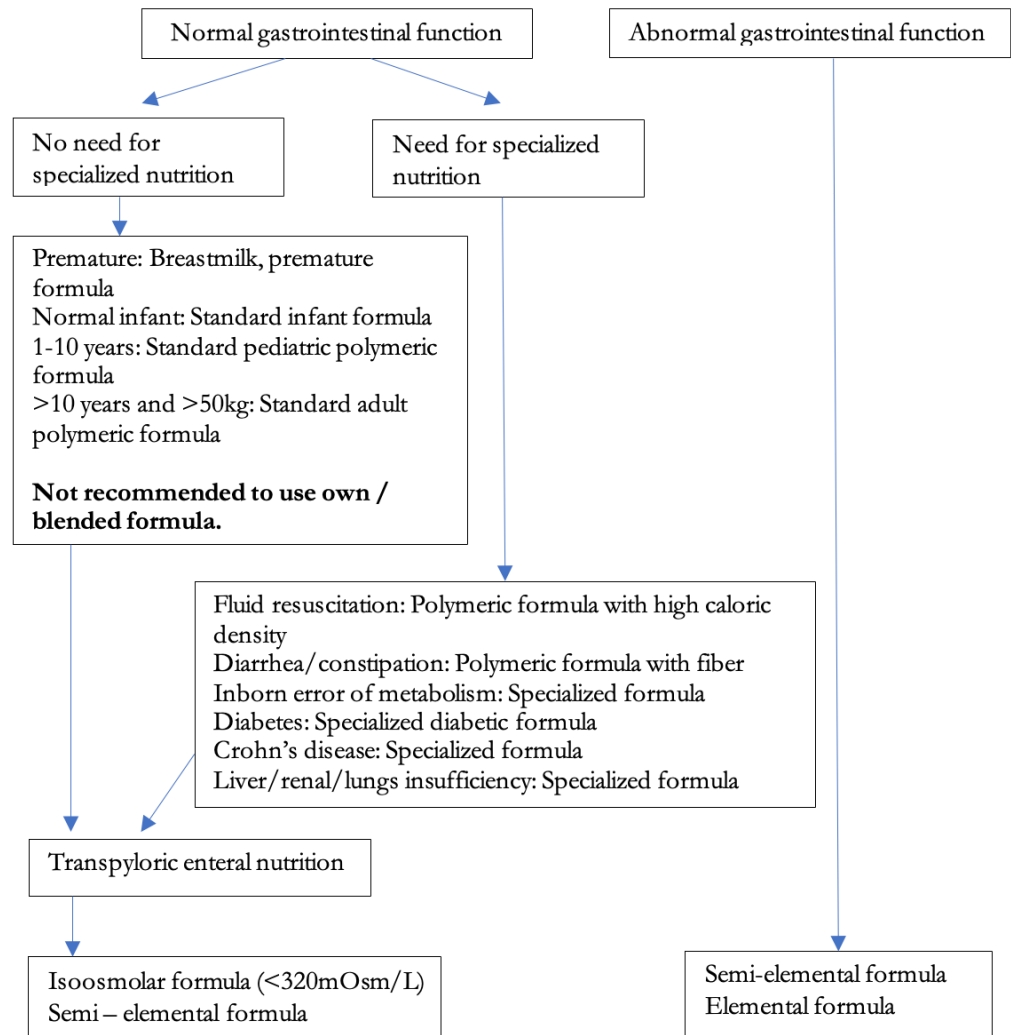 Normal gastrointestinal function
Abnormal gastrointestinal function
No need for
specialized nutrition
Need for specialized
nutrition
Premature: Breastmilk, premature
formula
Normal infant: Standard infant formula
1-10 years: Standard pediatric polymeric
formula
>10 years and >50kg: Standard adult
polymeric formula
Not recommended to use own /
blended formula.
Fluid resuscitation: Polymeric formula with high caloric
density
Diarrhea/constipation: Polymeric formula with fiber
Inborn error of metabolism: Specialized formula
Diabetes: Specialized diabetic formula
Crohn’s disease: Specialized formula
Liver/renal/lungs insufficiency: Specialized formula
Transpyloric enteral nutrition
Isoosmolar formula (<320mOsm/L)
Semi – elemental formula
Semi-elemental formula
Elemental formula